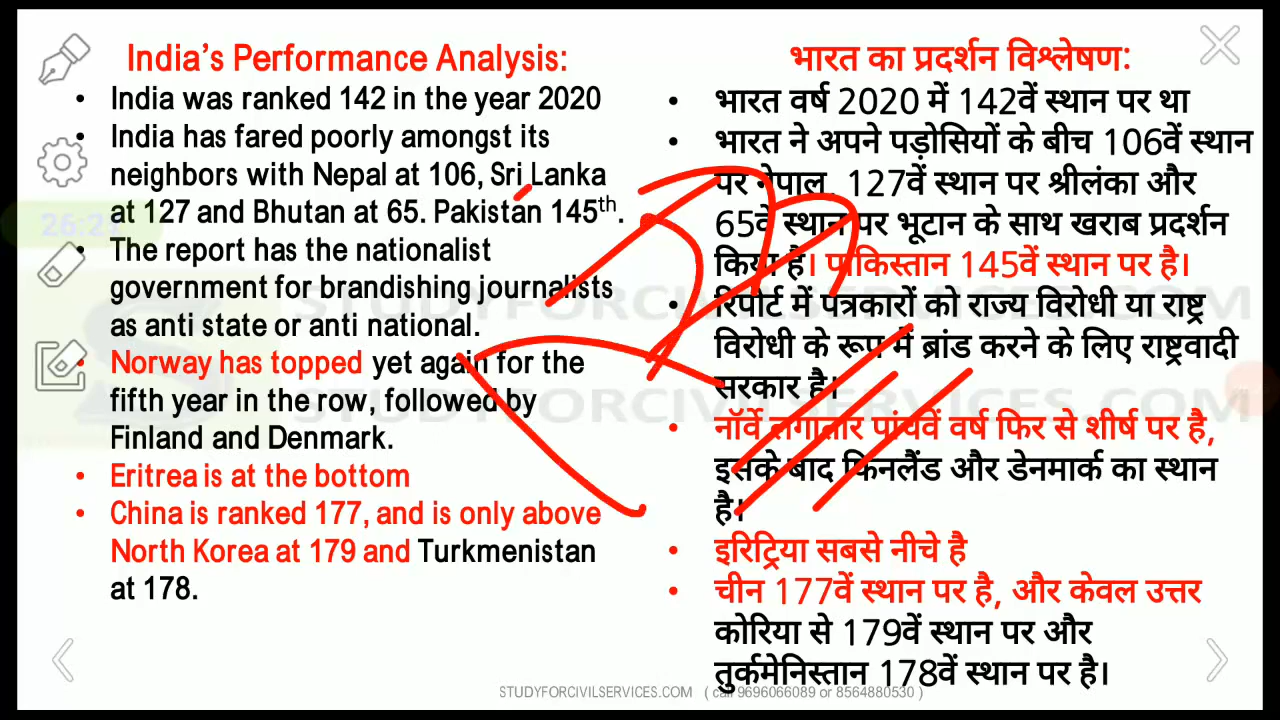 India's Performance Analysis:
• India was ranked 142 in the year 2020
• India has fared poorly amongst its
neighbors with Nepal at 106, Sri Lanka
at 127 and Bhutan at 65. Pakistan 145th.
• The report has the nationalist
government for brandishing journalists
as anti state or anti national.
• Norway has topped yet again for the
fifth year in the row, followed by
Finland and Denmark.
• Eritrea is at the bottom
• China is ranked 177, and is only above
North Korea at 179 and Turkmenistan
at 178.
भारत का प्रदर्शन विश्लेषण:
• भारत वर्ष 2020 में 142वें स्थान पर था
• भारत ने अपने पड़ोसियों के बीच 106वें स्थान
पर नेपाल, 127वें स्थान पर श्रीलंका और
65वें स्थान पर भूटान के साथ खराब प्रदर्शन
किया है। पाकिस्तान 145वें स्थान पर है।
• रिपोर्ट में पत्रकारों को राज्य विरोधी या राष्ट्र
विरोधी के रूप में ब्रांड करने के लिए राष्ट्रवादी
सरकार है।
• नॉर्वे लगातार पांचवें वर्ष फिर से शीर्ष पर है,
इसके बाद फिनलैंड और डेनमार्क का स्थान
है।
• इरिट्रिया सबसे नीचे है
• चीन 177वें स्थान पर है, और केवल उत्तर
कोरिया से 179वें स्थान पर और
तुर्कमेनिस्तान 178वें स्थान पर है।
STUDYFORCIVILSERVICES.COM
STUDYFORCIVILSERVICES.COM
STUDYFORCIVILSERVICES.COM ( call 9696066089 or 8564880530 )